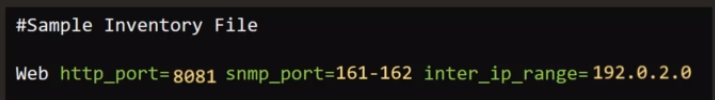 #Sample Inventory File
Web http_port=8081 snmp_port=161-162 inter_ip_range=192.0.2.0